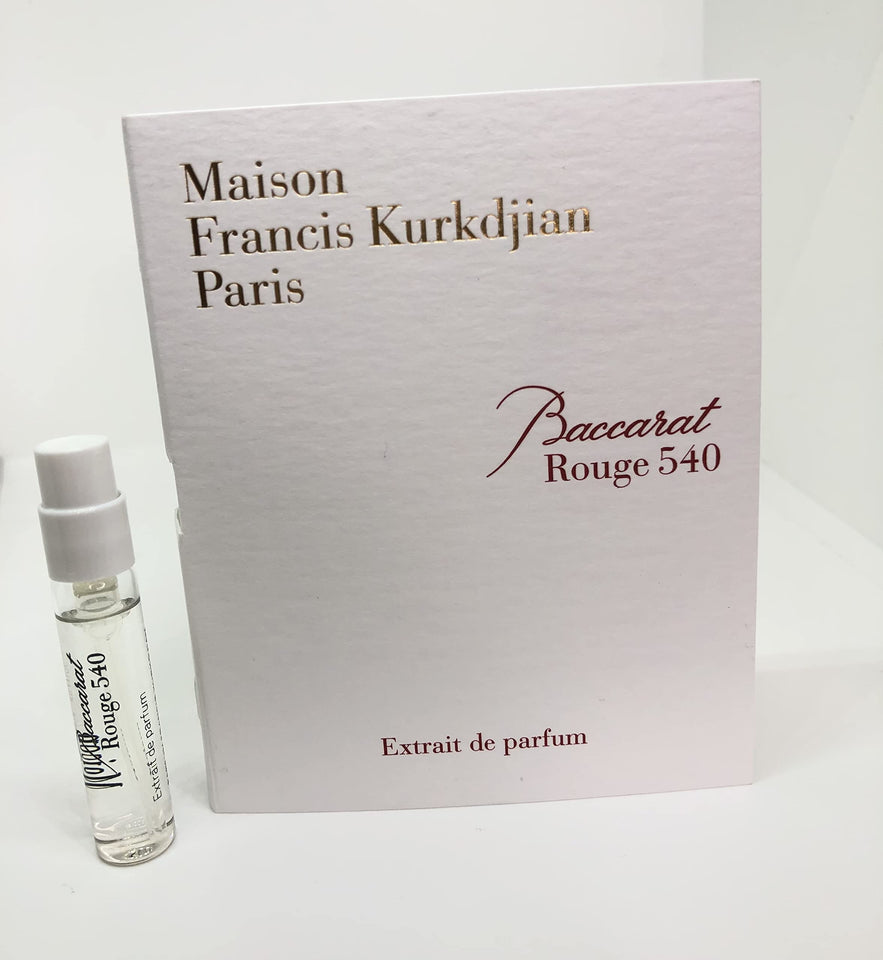 Maison
Francis Kurkdjian
Paris
Baccarat
Rouge 540
Extrait de parfum
Baccarat
Rouge 540
Extrait de parfum